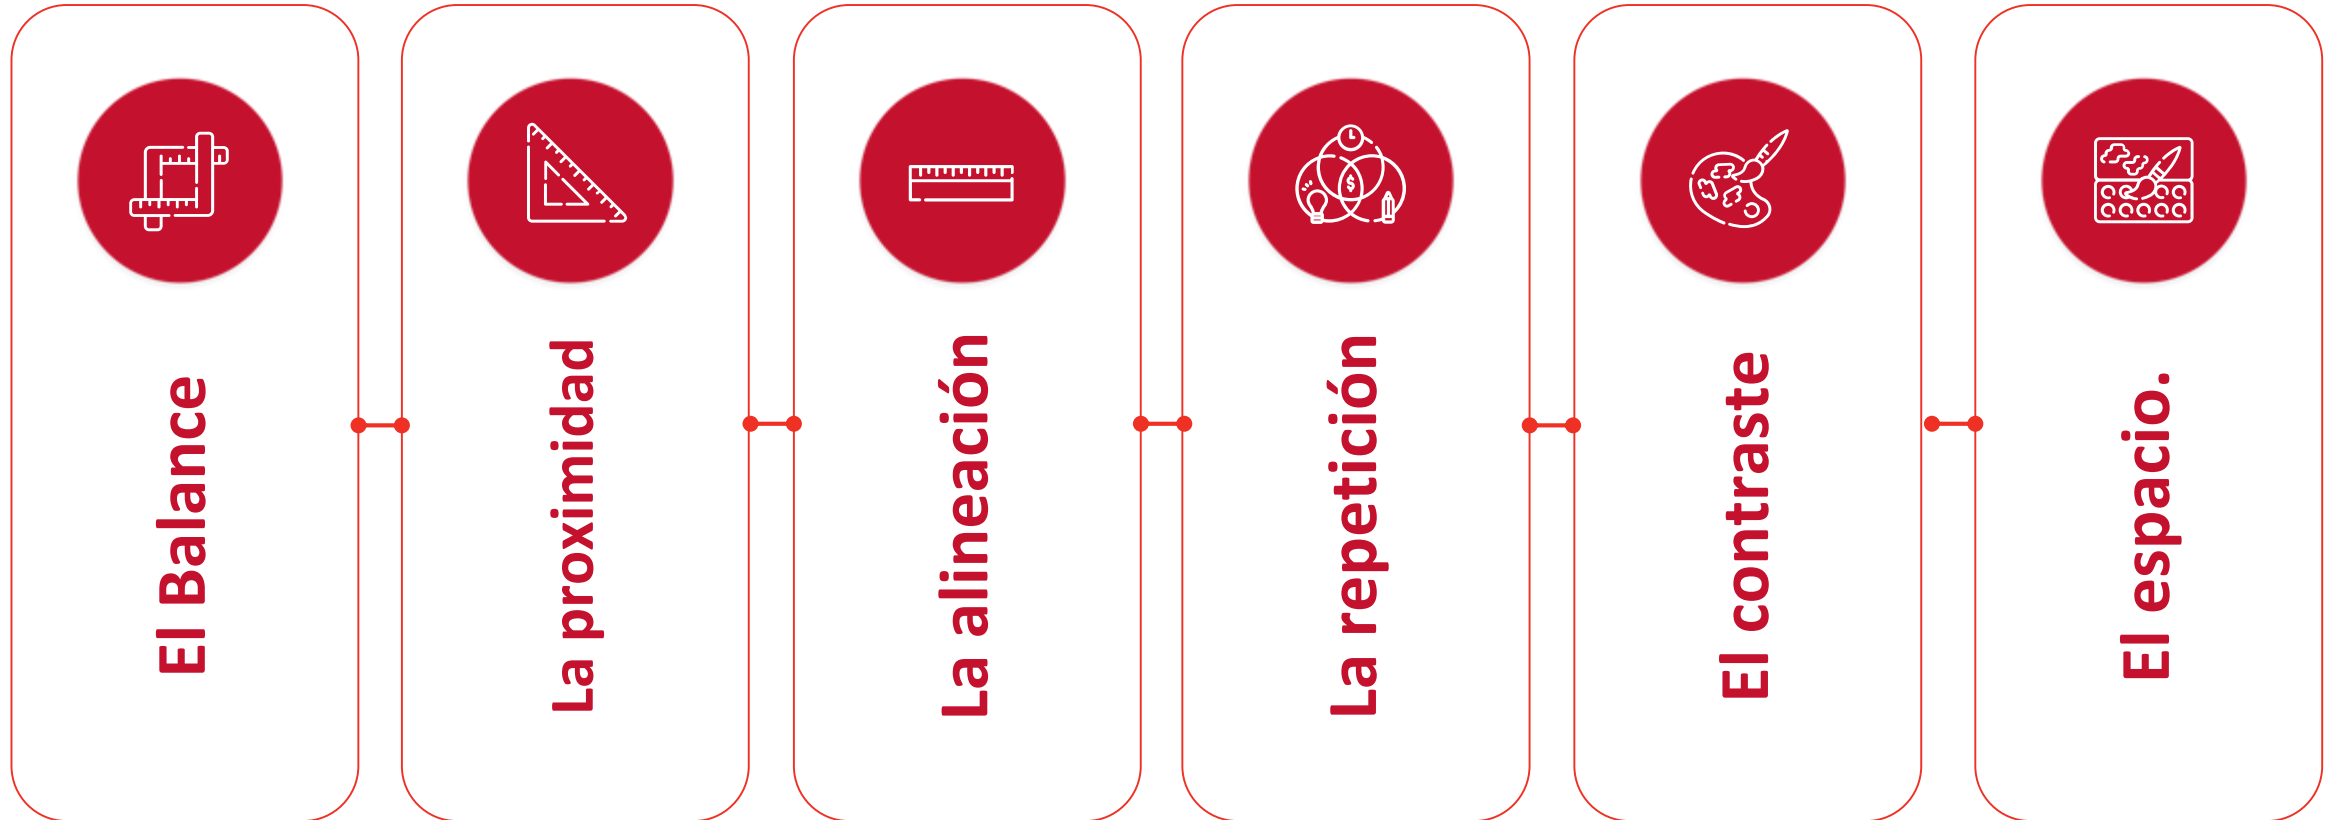 El Balance
La proximidad
La alineación
La repetición
El contraste
El espacio.